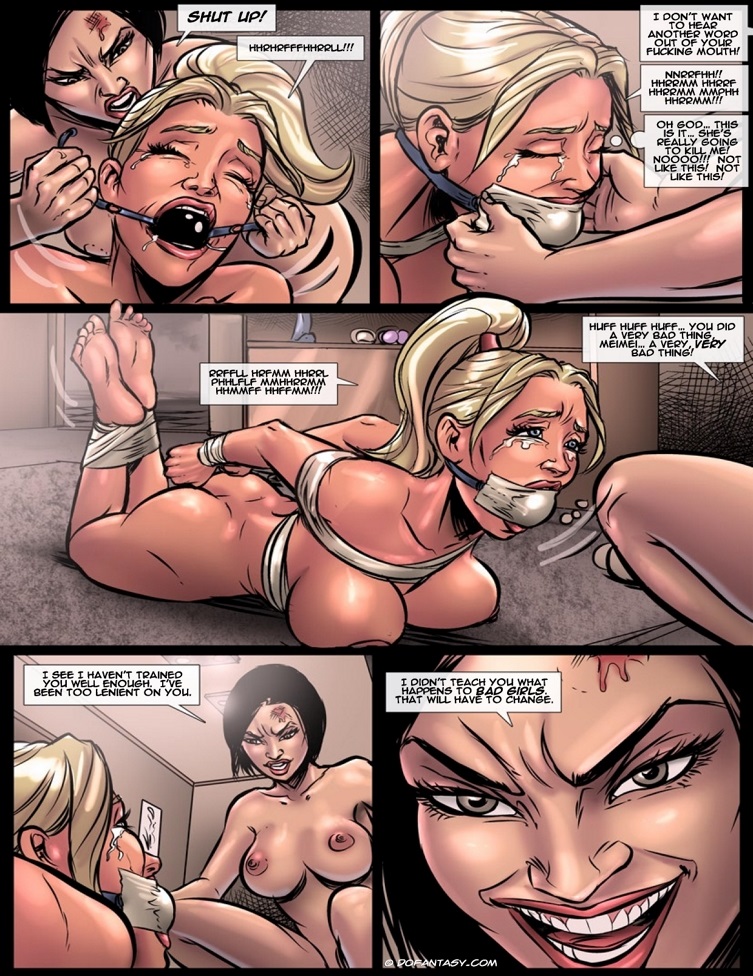 SHUT UP!
HHRHRFFFHHRRLL!!!
I DON'T WANT
TO HEAR
ANOTHER WORD
OUT OF YOUR
FUCKING MOUTH!
NNRRFHH!!
HHRRMM HHRRF
HHRRMM MMPHH
HHRRMM!!!
OH GOD... THIS
IS IT... SHE'S
REALLY GOING
TO KILL ME!
NOOOO!!! NOT
LIKE THIS! NOT
LIKE THIS!
HUFF HUFF HUFF... YOU DID
A VERY BAD THING,
MEIMEI... A VERY, VERY
BAD THING!
RRFFLL HRFMM HHRRL
PHHLFLF MMHHRRMM
HHMMFF HHFFMM!!!
I SEE I HAVEN'T TRAINED
YOU WELL ENOUGH. I'VE
BEEN TOO LENIENT ON YOU.
I DIDN'T TEACH YOU WHAT
HAPPENS TO BAD GIRLS.
THAT WILL HAVE TO CHANGE.
© DOFANTASY.COM